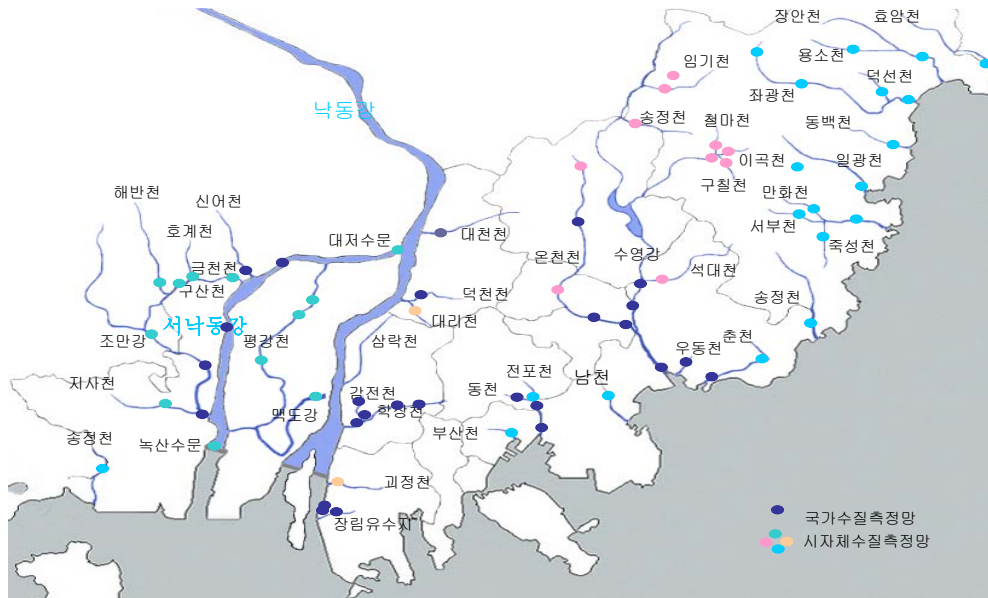 장안천
효암천
용소천
임기천
덕선천
좌광천
낙동강
송정천
철마천
동백천
이곡천
일광천
구칠천
만화천
해반천
신어천
서부천
호계천
대천천
죽성천
대저수문
온천천
수영강
금천천
석대천
구산천
덕천천
송정천
대리천
서낙동강
조만강
평강천
삼락천
춘천
우동천
지사천
전포천
남천
감전천
동천
맥도강
학장천
송정천
녹산수문
부산천
괴정천
장림유수지
국가수질측정망
시자체수질측정망